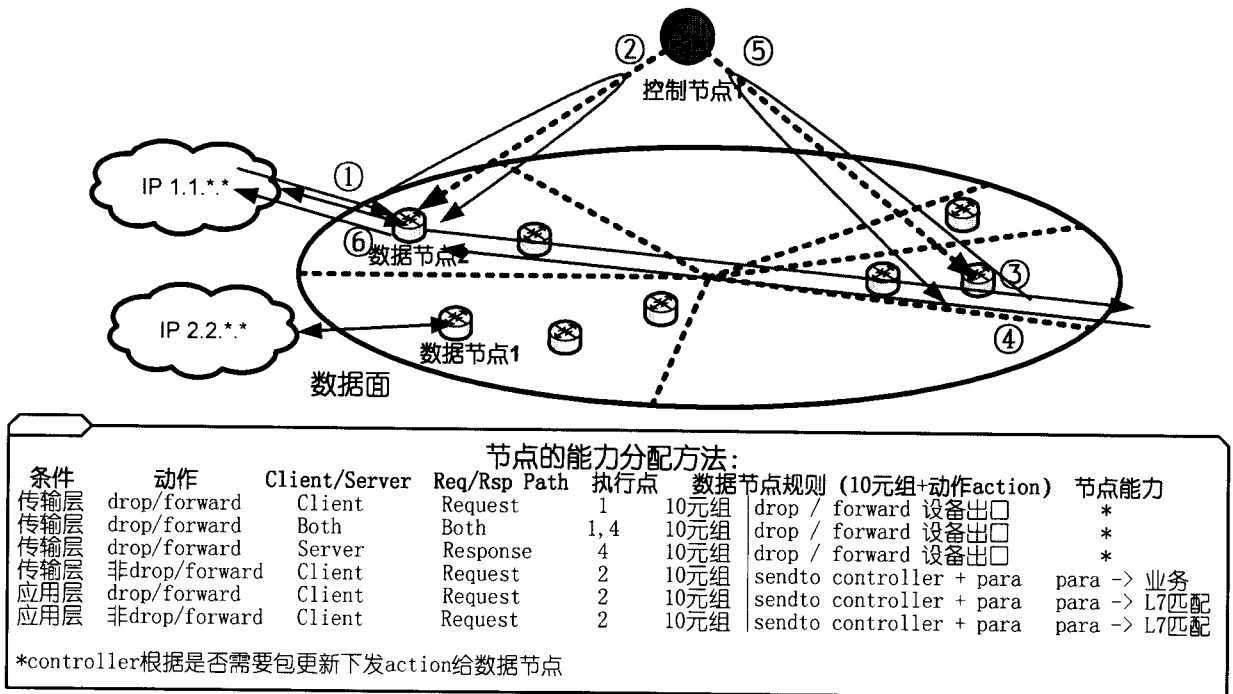 ② ⑤
控制节点1
IP 1.1.*.*
①
⑥
数据节点2
③
IP 2.2.*.*
④
数据节点1
数据面
节点的能力分配方法:
条件 动作 Client/Server Req/Rsp Path 执行点 数据节点规则 (10元组+动作action) 节点能力
传输层 drop/forward Client Request 1 10元组 |drop / forward 设备出口 *
传输层 drop/forward Both Both 1,4 10元组 |drop / forward 设备出口 *
传输层 drop/forward Server Response 4 10元组 |drop / forward 设备出口 *
传输层 非drop/forward Client Request 2 10元组 |sendto controller + para para -> 业务
应用层 drop/forward Client Request 2 10元组 |sendto controller + para para -> L7匹配
应用层 非drop/forward Client Request 2 10元组 |sendto controller + para para -> L7匹配
*controller根据是否需要包更新下发action给数据节点